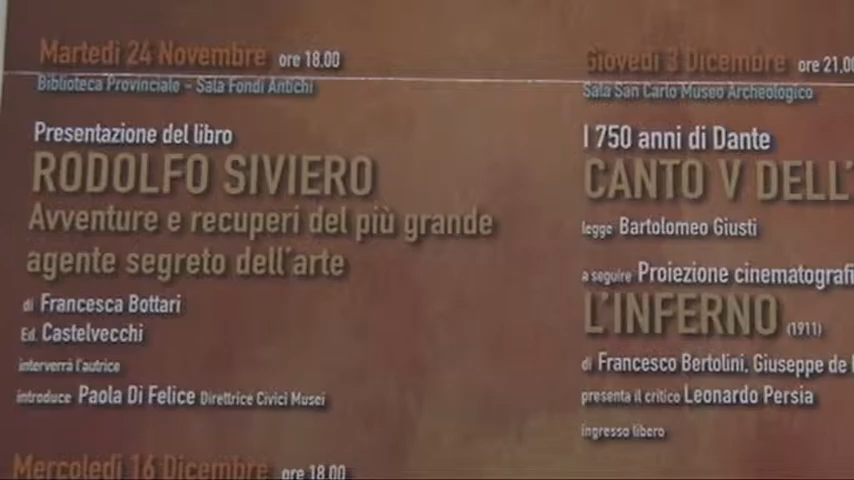 Martedì 24 Novembre ore 18.00
Biblioteca Provinciale - Sala Fondi Antichi
Presentazione del libro
RODOLFO SIVIERO
Avventure e recuperi del più grande
agente segreto dell'arte
di Francesca Bottari
Ed. Castelvecchi
interverrà l'autrice
introduce Paola Di Felice Direttrice Civici Musei
Mercoledì 16 Dicembre ore 18.00
Giovedì 3 Dicembre ore 21.00
Sala San Carlo Museo Archeologico
I 750 anni di Dante
CANTO V DELL'
legge Bartolomeo Giusti
a seguire Proiezione cinematografi
L'INFERNO (1911)
di Francesco Bertolini, Giuseppe de
presenta il critico Leonardo Persia
ingresso libero